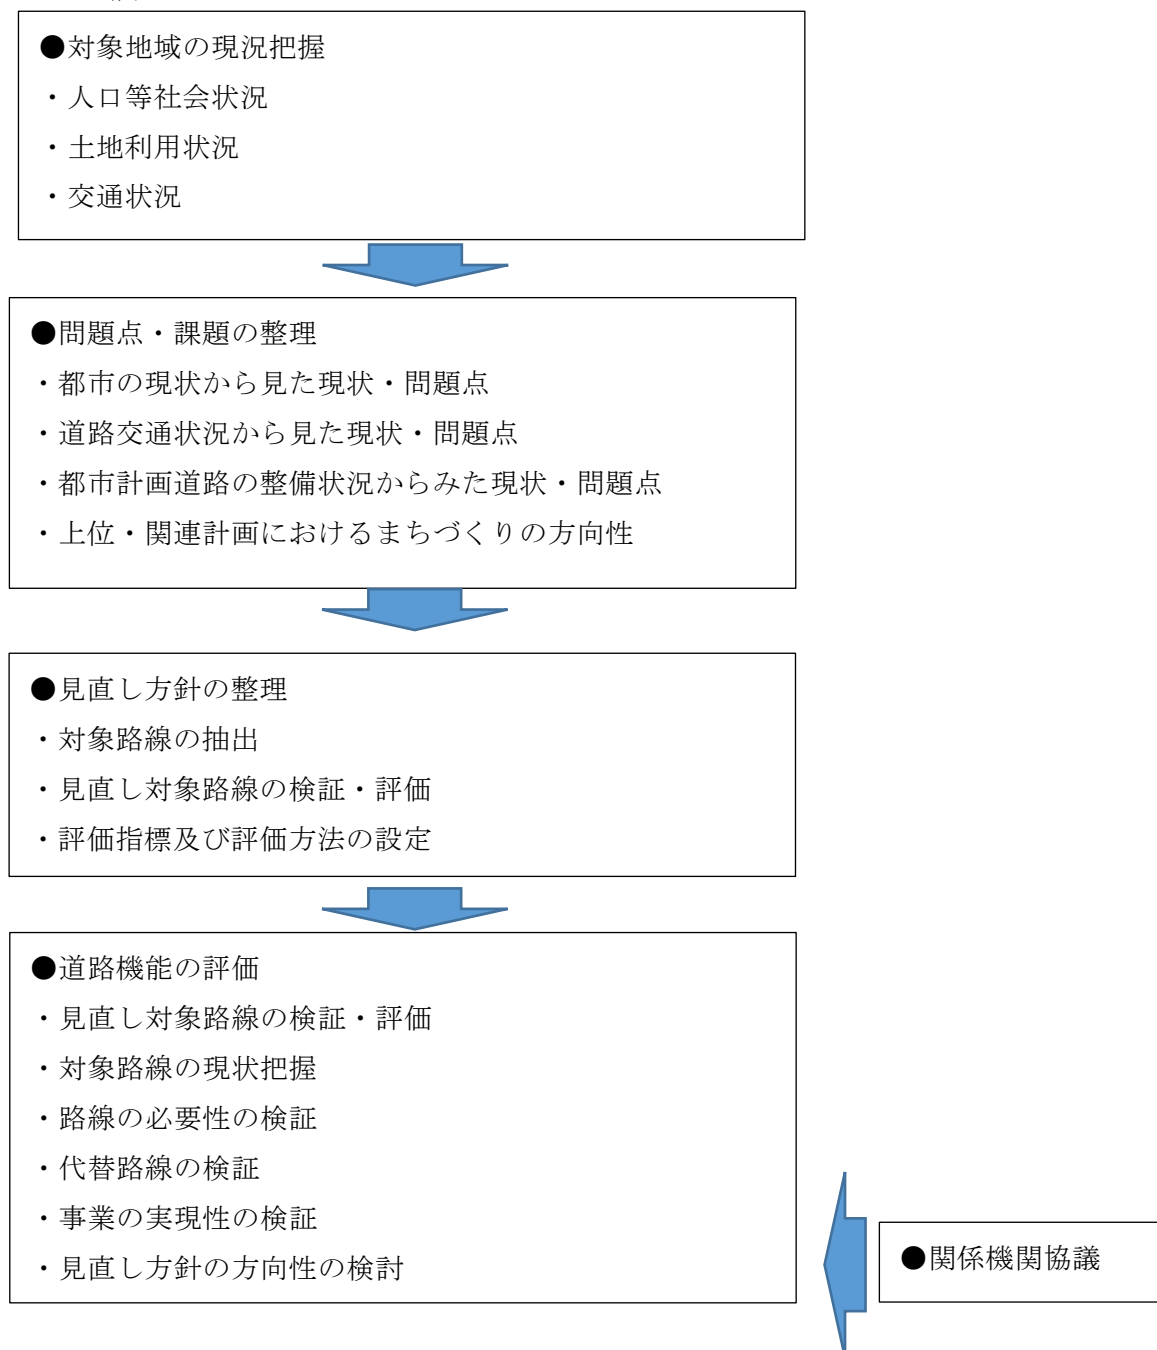 ●対象地域の現況把握
・人口等社会状況
・土地利用状況
・交通状況
●問題点・課題の整理
・都市の現状から見た現状・問題点
・道路交通状況から見た現状・問題点
・都市計画道路の整備状況からみた現状・問題点
・上位・関連計画におけるまちづくりの方向性
●見直し方針の整理
・対象路線の抽出
・見直し対象路線の検証・評価
・評価指標及び評価方法の設定
●道路機能の評価
・見直し対象路線の検証・評価
・対象路線の現状把握
・路線の必要性の検証
・代替路線の検証
・事業の実現性の検証
・見直し方針の方向性の検討
●関係機関協議